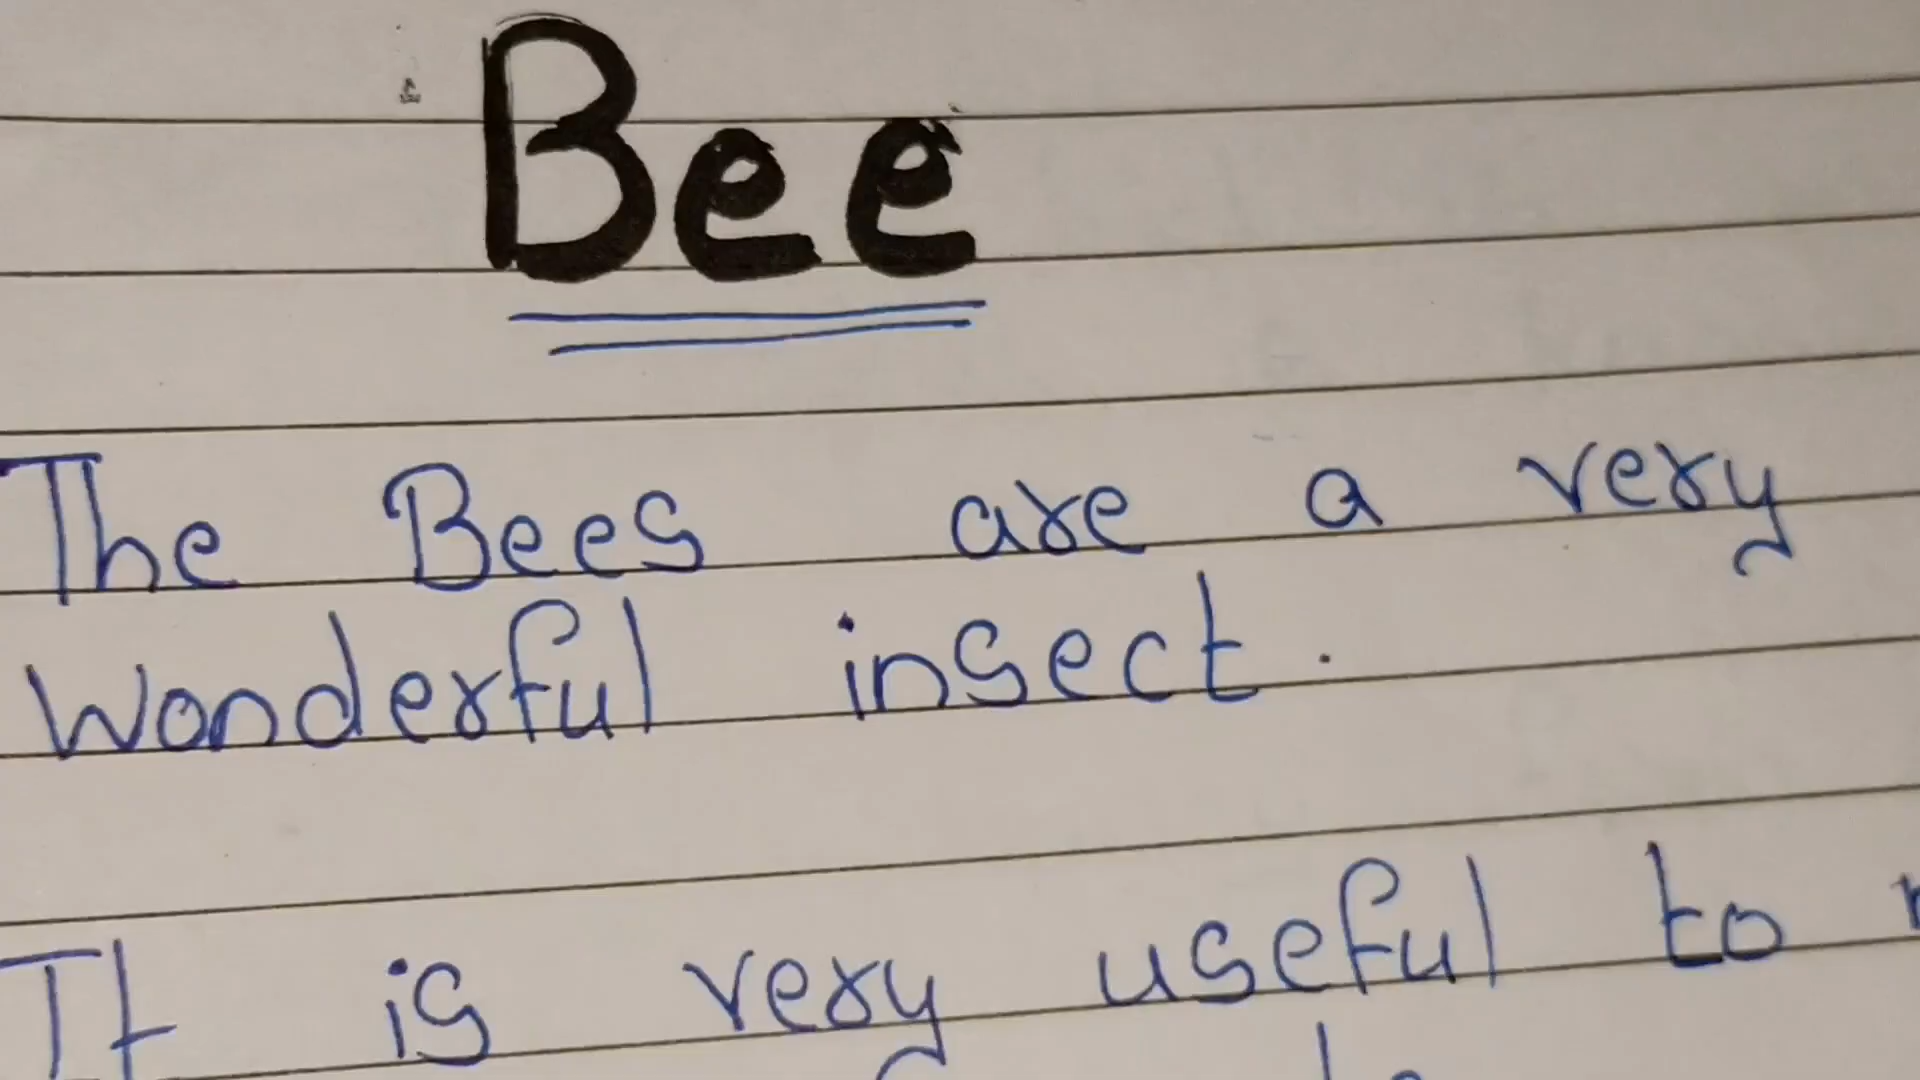 Bee
The Bees are a very
Wonderful insect.
It is very useful to